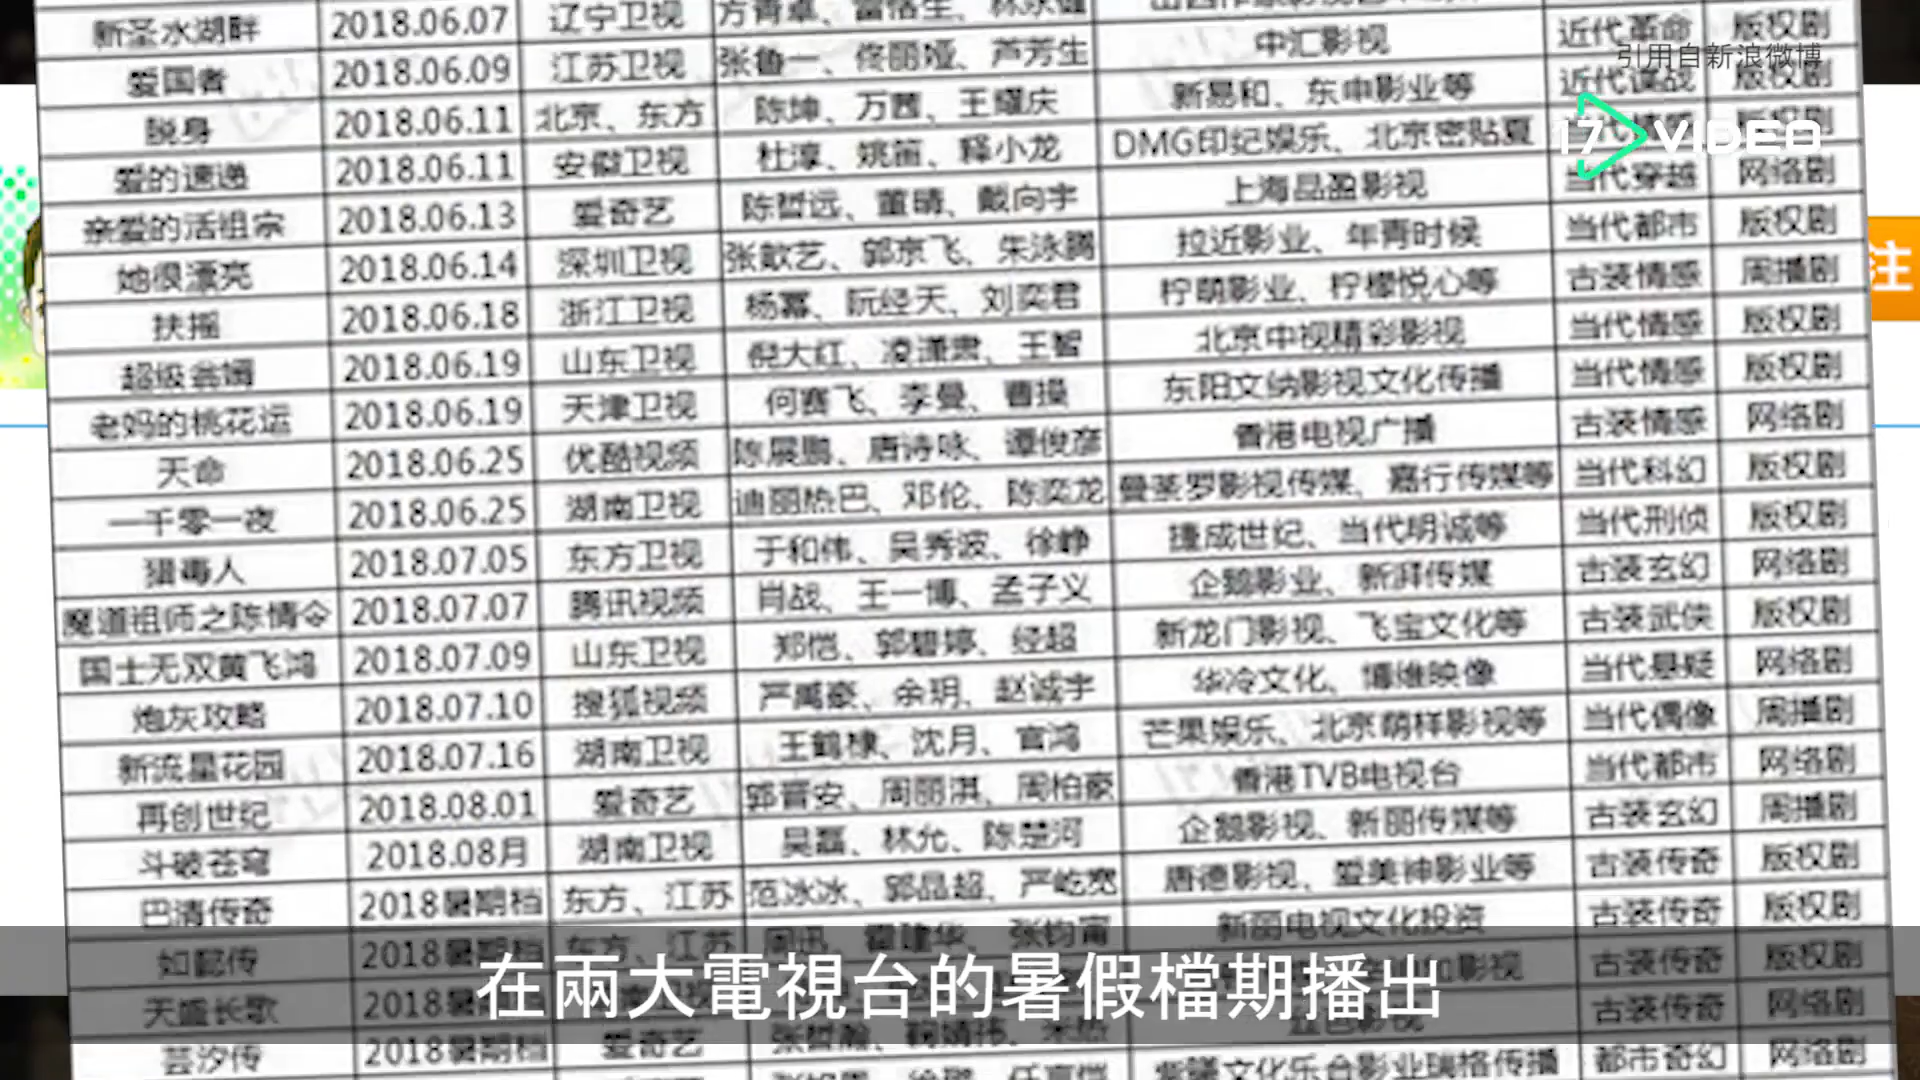 新圣水湖畔 2018.06.07 辽宁卫视
爱国者 2018.06.09 江苏卫视 张鲁一、佟丽娅、芦芳生 中汇影视 近代革命 版权剧
引用自新浪微博
脱身 2018.06.11 北京、东方 陈坤、万茜、王耀庆 新易和、东申影业等 近代谍战 版权剧
17 VIDEO
爱的速递 2018.06.11 安徽卫视 杜淳、姚笛、释小龙 DMG印纪娱乐、北京密贴夏 版权剧
亲爱的活祖宗 2018.06.13 爱奇艺 陈哲远、董晴、戴向宇 上海品盈影视 当代穿越 网络剧
她很漂亮 2018.06.14 深圳卫视 张歆艺、郭京飞、朱泳腾 拉近影业、年青时候 当代都市 版权剧
扶摇 2018.06.18 浙江卫视 杨幂、阮经天、刘奕君 柠萌影业、柠檬悦心等 古装情感 周播剧
注
超级翁婿 2018.06.19 山东卫视 倪大红、凌潇肃、王智 北京中视精彩影视 当代情感 版权剧
老妈的桃花运 2018.06.19 天津卫视 何赛飞、李曼、曹操 东阳文纳影视文化传播 当代情感 版权剧
天命 2018.06.25 优酷视频 陈展鹏、唐诗咏、谭俊彦 香港电视广播 古装情感 网络剧
一千零一夜 2018.06.25 湖南卫视 迪丽热巴、邓伦、陈奕龙 曼荼罗影视传媒、嘉行传媒等 当代科幻 版权剧
猎毒人 2018.07.05 东方卫视 于和伟、吴秀波、徐峥 捷成世纪、当代明诚等 当代刑侦 版权剧
魔道祖师之陈情令 2018.07.07 腾讯视频 肖战、王一博、孟子义 企鹅影业、新湃传媒 古装玄幻 网络剧
国士无双黄飞鸿 2018.07.09 山东卫视 郑恺、郭碧婷、经超 新龙门影视、飞宝文化等 古装武侠 版权剧
炮灰攻略 2018.07.10 搜狐视频 严禹豪、余玥、赵诚宇 华冷文化、博维映像 当代悬疑 网络剧
新流星花园 2018.07.16 湖南卫视 王鹤棣、沈月、官鸿 芒果娱乐、北京萌样影视等 当代偶像 周播剧
再创世纪 2018.08.01 爱奇艺 郭晋安、周丽淇、周柏豪 香港TVB电视台 当代都市 网络剧
斗破苍穹 2018.08月 湖南卫视 吴磊、林允、陈楚河 企鹅影视、新丽传媒等 古装玄幻 周播剧
巴清传奇 2018暑期档 东方、江苏 范冰冰、郭品超、严屹宽 唐德影视、爱美神影业等 古装传奇 版权剧
如懿传 2018暑期档 东方、江苏 周迅、霍建华、张钧甯 新丽电视文化投资 古装传奇 版权剧
天盛长歌 影视 古装传奇 版权剧
在兩大電視台的暑假檔期播出
芸汐传 2018暑期档 爱奇艺 张哲瀚、鞠婧祎、米热 古装传奇 网络剧
都市奇幻 网络剧